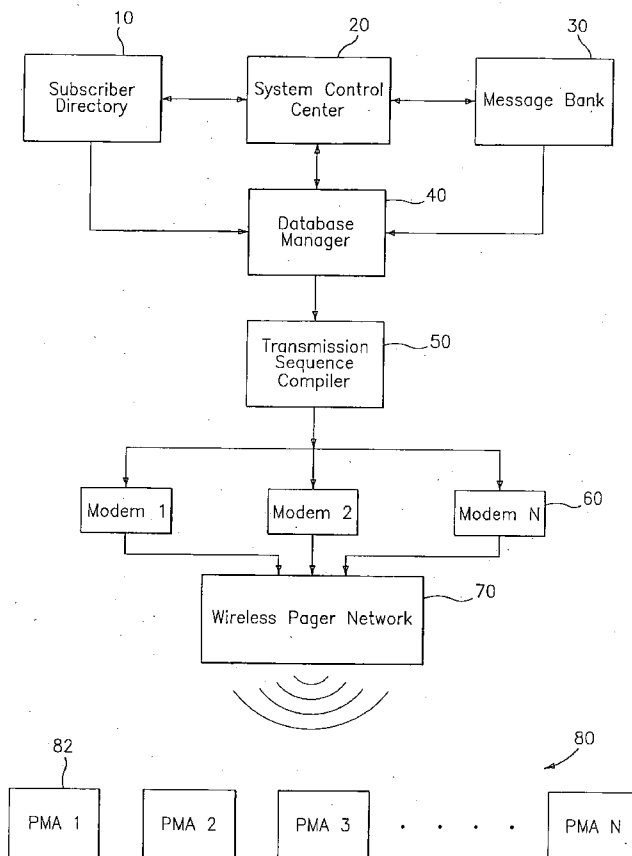 10
20
30
Subscriber
Directory
System Control
Center
Message Bank
40
Database
Manager
50
Transmission
Sequence
Compiler
Modem 1
Modem 2
Modem N
60
70
Wireless Pager Network
82
80
PMA 1
PMA 2
PMA 3
. . . .
PMA N